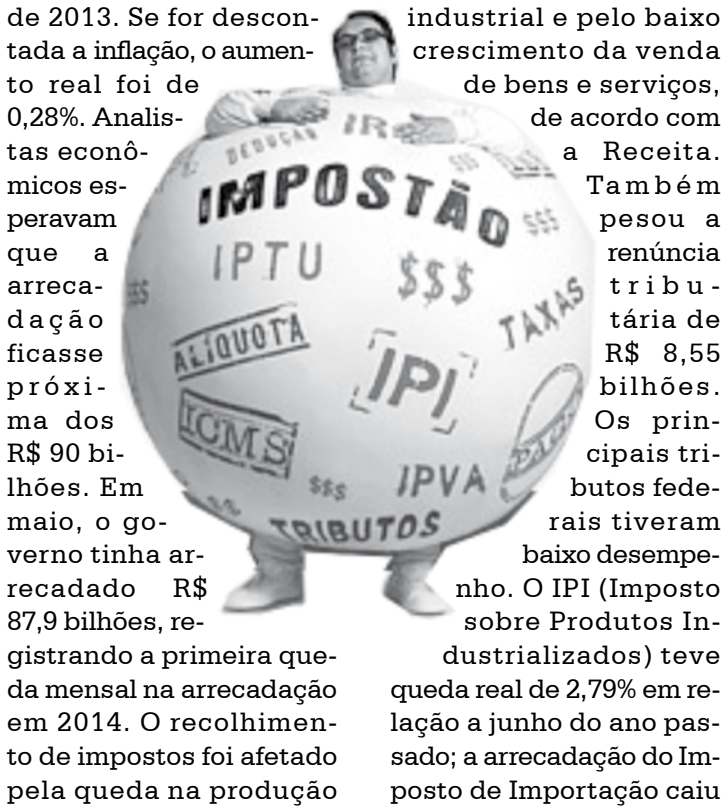 de 2013. Se for descon-
tada a inflação, o aumen-
to real foi de
0,28%. Analis-
tas econô-
micos es-
peravam
que a
arreca-
dação
ficasse
próxi-
ma dos
R$ 90 bi-
lhões. Em
maio, o go-
verno tinha ar-
recadado R$
87,9 bilhões, re-
gistrando a primeira que-
da mensal na arrecadação
em 2014. O recolhimen-
to de impostos foi afetado
pela queda na produção
industrial e pelo baixo
crescimento da venda
de bens e serviços,
de acordo com
a Receita.
Também
pesou a
renúncia
tribu-
tária de
R$ 8,55
bilhões.
Os prin-
cipais tri-
butos fede-
rais tiveram
baixo desempe-
nho. O IPI (Imposto
sobre Produtos In-
dustrializados) teve
queda real de 2,79% em re-
lação a junho do ano pas-
sado; a arrecadação do Im-
posto de Importação caiu
DEDUÇÃO
IR
$$$
IMPOSTÃO
$$$
IPTU
$$$
$$$
TAXAS
ALÍQUOTA
IPI
ICMS
IPVA
$$$
$$
TRIBUTOS